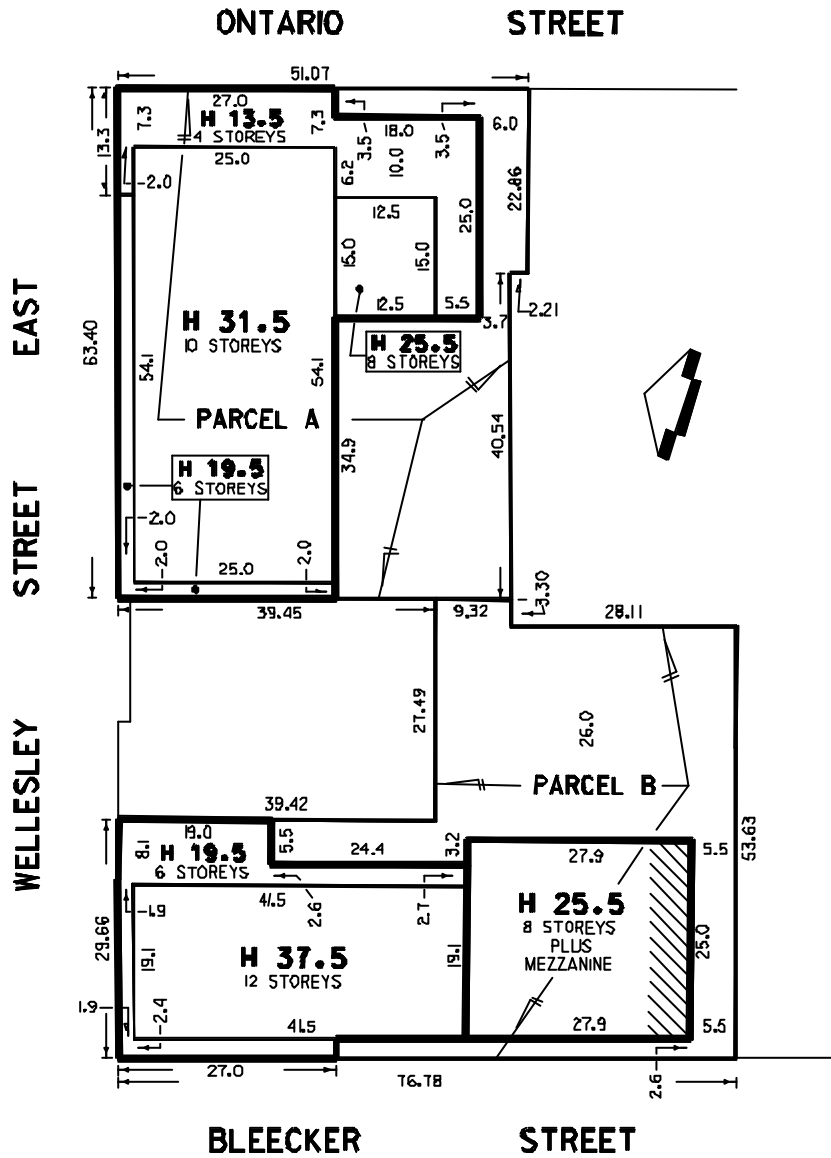 ONTARIO STREET
51.07
27.0
7.3
H 13.5
4 STOREYS
7.3
13.3
18.0
3.5
3.5
6.0
10.0
25.0
6.2
2.0
12.5
22.86
25.0
15.0
15.0
12.5
5.5
3.7
2.21
H 31.5
10 STOREYS
H 25.5
8 STOREYS
63.40
54.1
54.1
PARCEL A
34.9
40.54
H 19.5
6 STOREYS
2.0
2.0
25.0
2.0
39.45
9.32
3.30
28.11
WELLESLEY STREET EAST
27.49
26.0
PARCEL B
39.42
19.0
5.5
24.4
3.2
8.1
H 19.5
6 STOREYS
27.9
5.5
53.63
41.5
2.6
2.7
1.9
H 25.5
8 STOREYS
PLUS
MEZZANINE
29.66
19.1
19.1
25.0
H 37.5
12 STOREYS
1.9
2.4
41.5
27.9
5.5
27.0
76.78
2.6
BLEECKER STREET